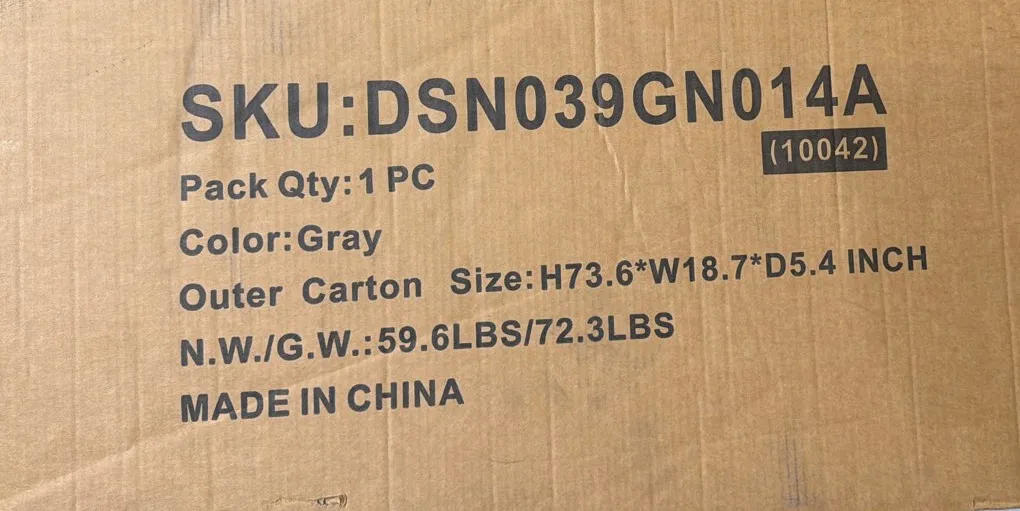 SKU:DSN039GN014A
(10042)
Pack Qty:1 PC
Color:Gray
Outer Carton Size:H73.6*W18.7*D5.4 INCH
N.W./G.W.:59.6LBS/72.3LBS
MADE IN CHINA